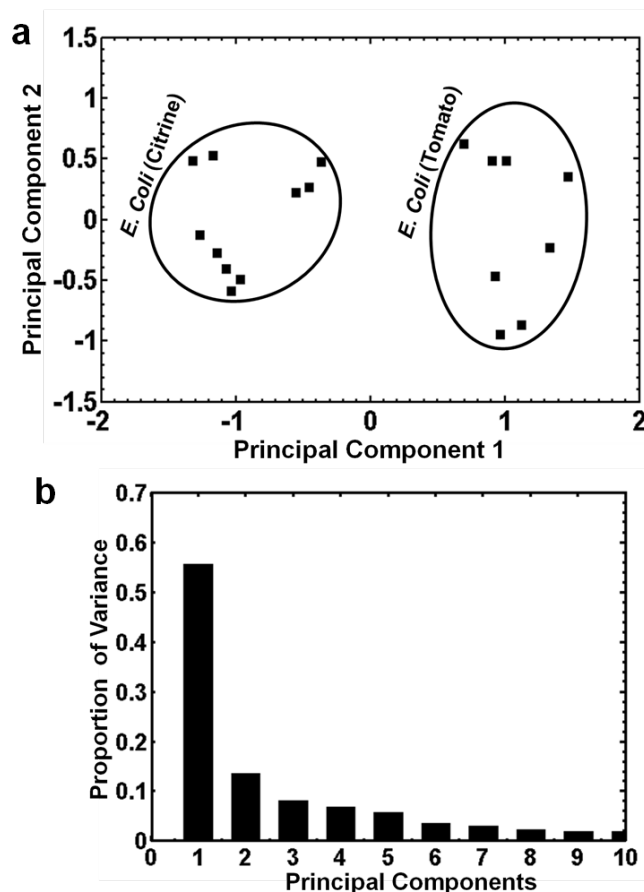 a
1.5
1
0.5
0
-0.5
-1
-1.5
Principal Component 2
E. Coli (Citrine)
E. Coli (Tomato)
-2 -1 0 1 2
Principal Component 1
b
0.7
0.6
0.5
0.4
0.3
0.2
0.1
0
Proportion of Variance
0 1 2 3 4 5 6 7 8 9 10
Principal Components